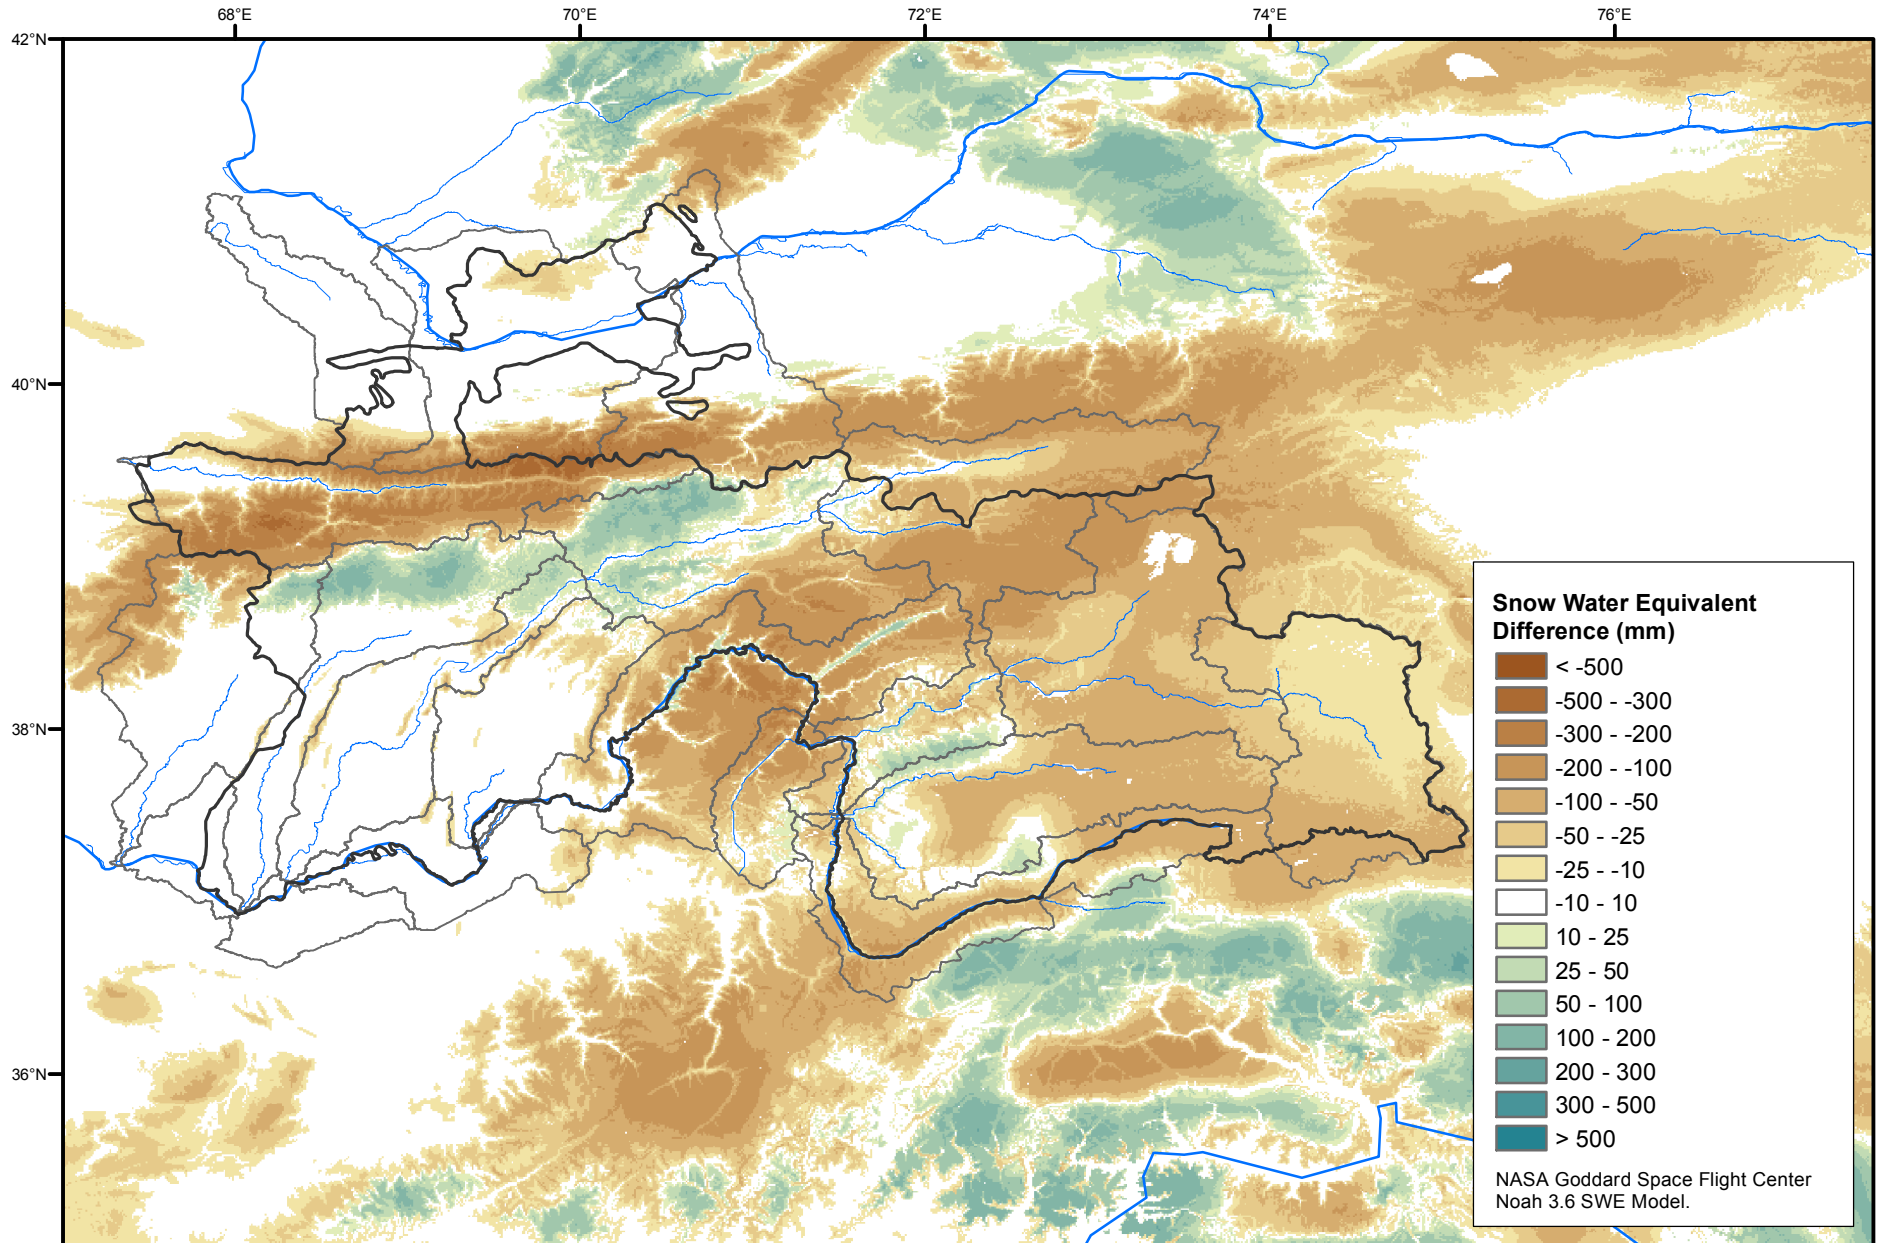 68°E
70°E
72°E
74°E
76°E
42°N
40°N
38°N
36°N
Snow Water Equivalent
Difference (mm)
< -500
-500 - -300
-300 - -200
-200 - -100
-100 - -50
-50 - -25
-25 - -10
-10 - 10
10 - 25
25 - 50
50 - 100
100 - 200
200 - 300
300 - 500
> 500
NASA Goddard Space Flight Center
Noah 3.6 SWE Model.